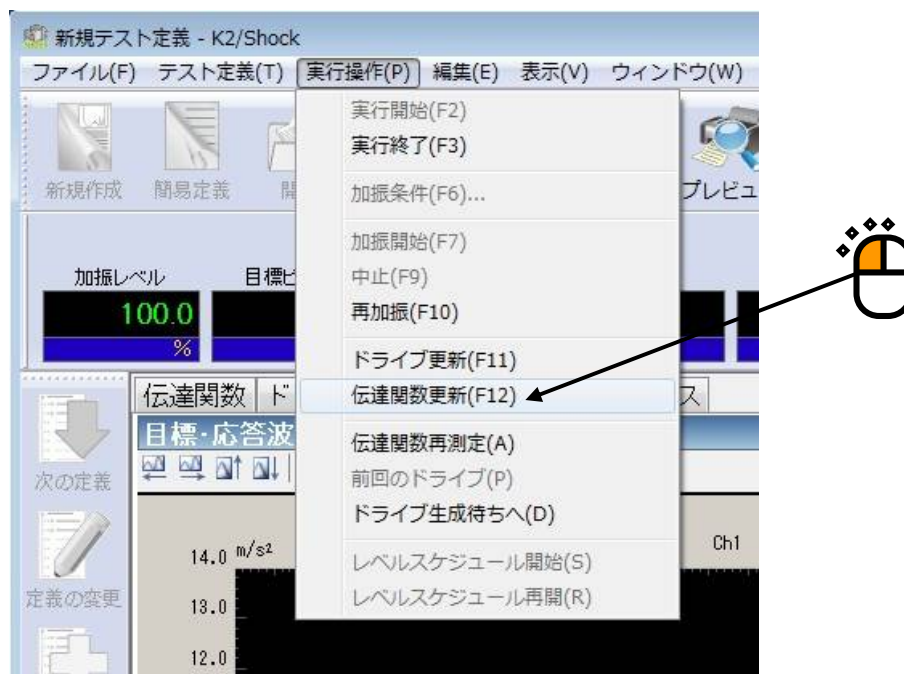 新規テスト定義 - K2/Shock
ファイル(F) テスト定義(T) 実行操作(P) 編集(E) 表示(V) ウィンドウ(W)
実行開始(F2)
実行終了(F3)
加振条件(F6)...
加振開始(F7)
中止(F9)
再加振(F10)
ドライブ更新(F11)
伝達関数更新(F12)
伝達関数再測定(A)
前回のドライブ(P)
ドライブ生成待ちへ(D)
レベルスケジュール開始(S)
レベルスケジュール再開(R)
新規作成 簡易定義 開 プレビュ
加振レベル 目標ピ
100.0
%
伝達関数 ド ス
目標・応答波
次の定義
定義の変更
14.0 m/s² Ch1
13.0
12.0